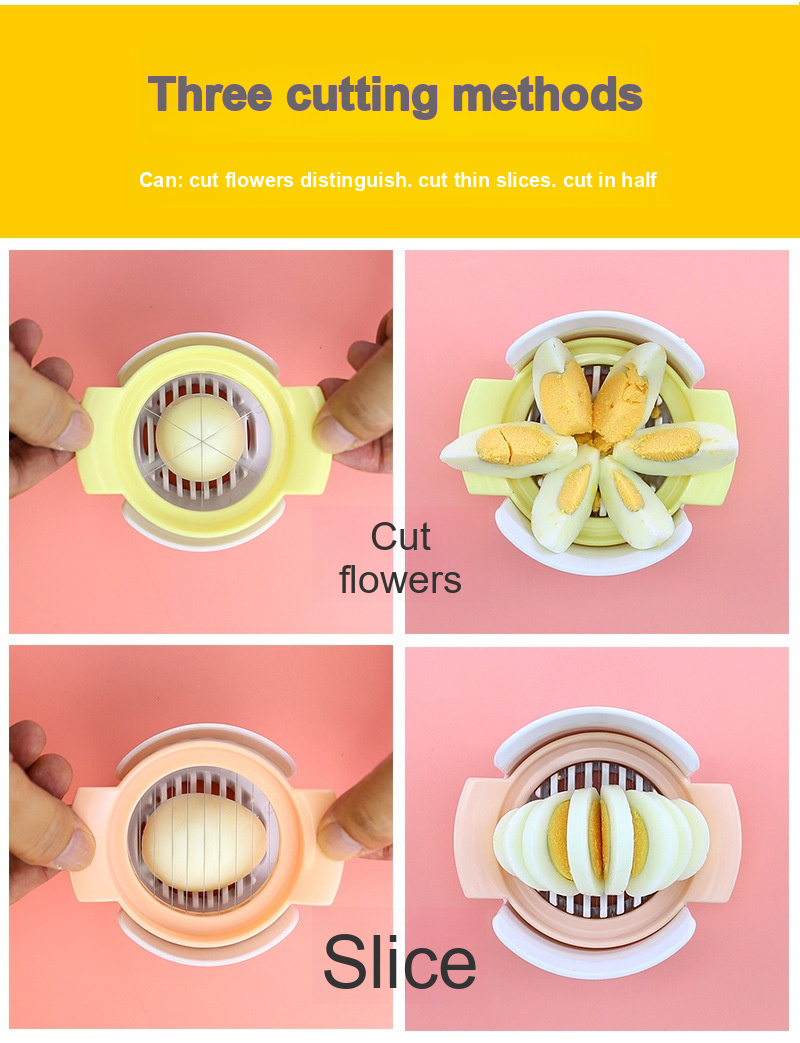 Three cutting methods
Can: cut flowers distinguish. cut thin slices. cut in half
Cut
flowers
Slice